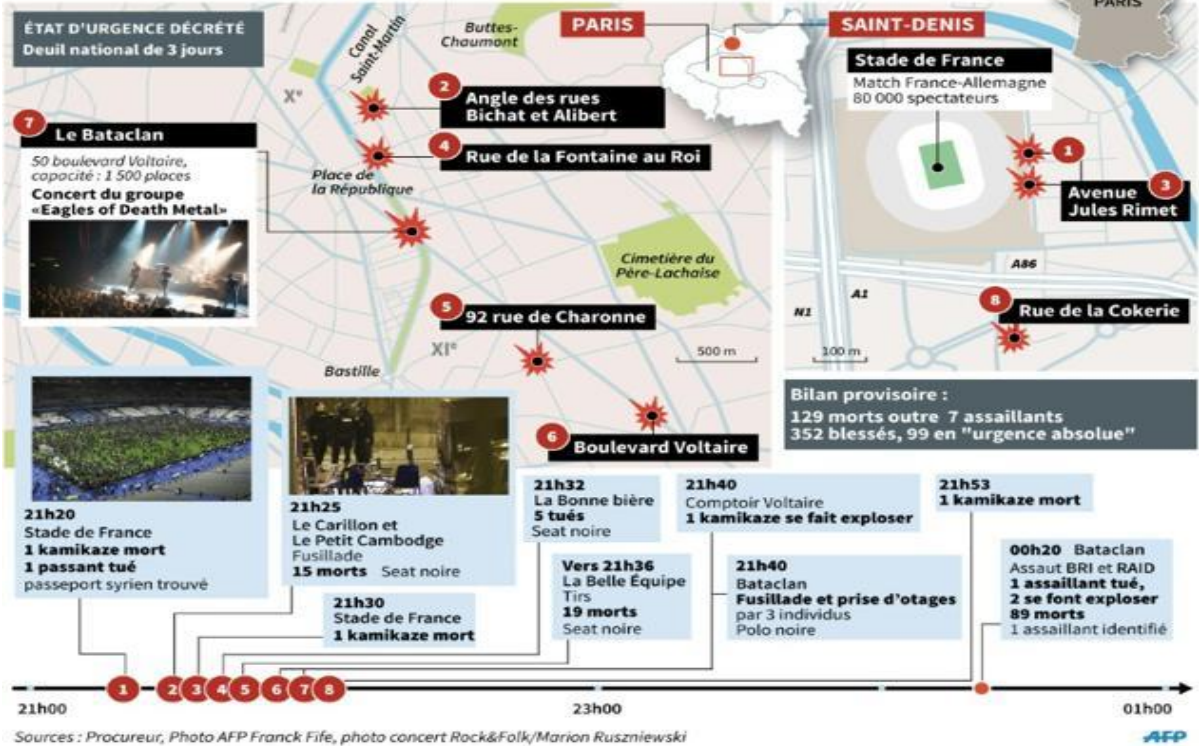 ÉTAT D'URGENCE DÉCRÉTÉ
Deuil national de 3 jours
Canal
Saint-Martin
Buttes-
Chaumont
PARIS
SAINT-DENIS
PARIS
Stade de France
Match France-Allemagne
80 000 spectateurs
Xe
2
Angle des rues
Bichat et Alibert
7
Le Bataclan
50 boulevard Voltaire,
capacité : 1 500 places
Concert du groupe
«Eagles of Death Metal»
4
Rue de la Fontaine au Roi
Place de
la République
1
3
Avenue
Jules Rimet
Cimetière du
Père-Lachaise
A86
A1
N1
8
Rue de la Cokerie
5
92 rue de Charonne
XIe
500 m
100 m
Bastille
6
Boulevard Voltaire
Bilan provisoire :
129 morts outre 7 assaillants
352 blessés, 99 en "urgence absolue"
21h20
Stade de France
1 kamikaze mort
1 passant tué
passeport syrien trouvé
21h25
Le Carillon et
Le Petit Cambodge
Fusillade
15 morts Seat noire
21h30
Stade de France
1 kamikaze mort
21h32
La Bonne bière
5 tués
Seat noire
Vers 21h36
La Belle Équipe
Tirs
19 morts
Seat noire
21h40
Comptoir Voltaire
1 kamikaze se fait exploser
21h40
Bataclan
Fusillade et prise d'otages
par 3 individus
Polo noire
21h53
1 kamikaze mort
00h20 Bataclan
Assaut BRI et RAID
1 assaillant tué,
2 se font exploser
89 morts
1 assaillant identifié
1 2 3 4 5 6 7 8
21h00 23h00 01h00
Sources : Procureur, Photo AFP Franck Fife, photo concert Rock&Folk/Marion Ruszniewski
AFP